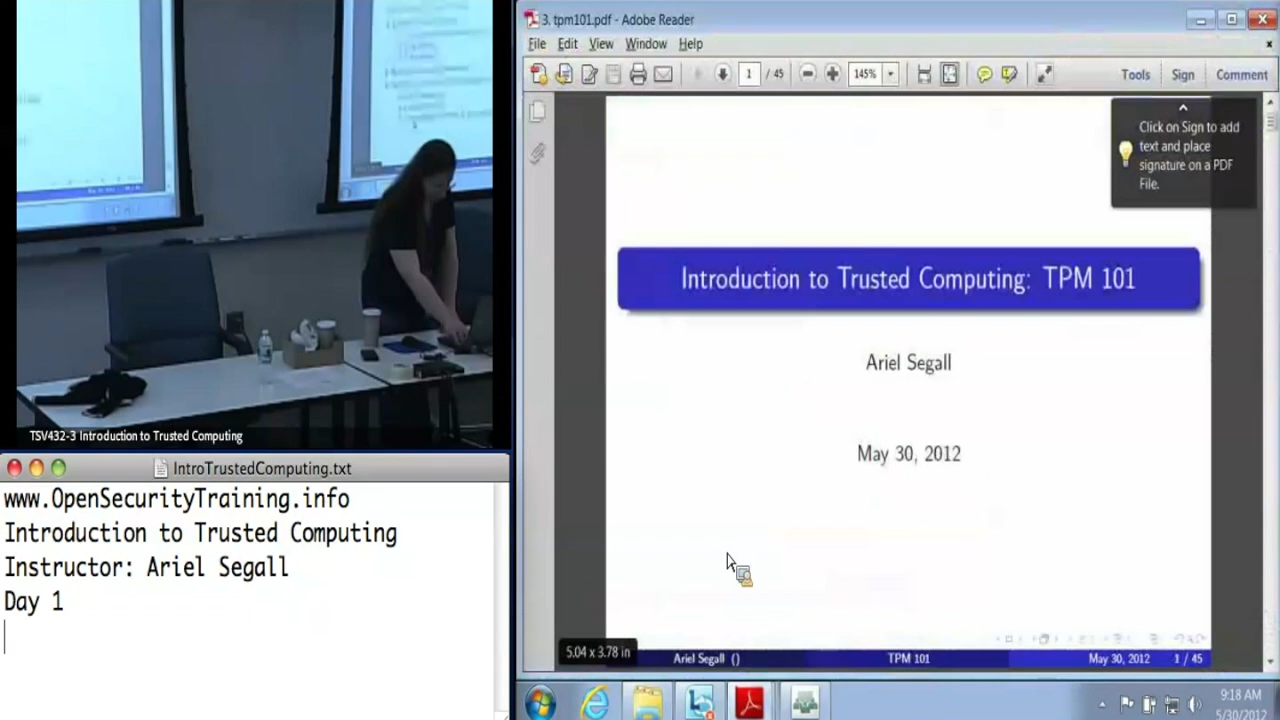 TSV432-3 Introduction to Trusted Computing
IntroTrustedComputing.txt
www.OpenSecurityTraining.info
Introduction to Trusted Computing
Instructor: Ariel Segall
Day 1
3. tpm101.pdf - Adobe Reader
File Edit View Window Help
1 / 45 145% Tools Sign Comment
Click on Sign to add
text and place
signature on a PDF
File.
Introduction to Trusted Computing: TPM 101
Ariel Segall
May 30, 2012
5.04 x 3.78 in
Ariel Segall () TPM 101 May 30, 2012 1 / 45
9:18 AM
5/30/2012